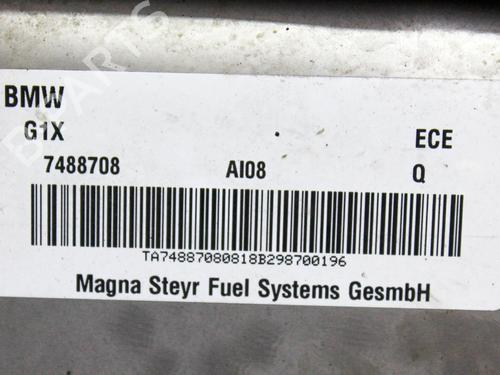 BMW
G1X ECE
7488708 AI08 Q
TA74887080818B298700196
Magna Steyr Fuel Systems GesmbH